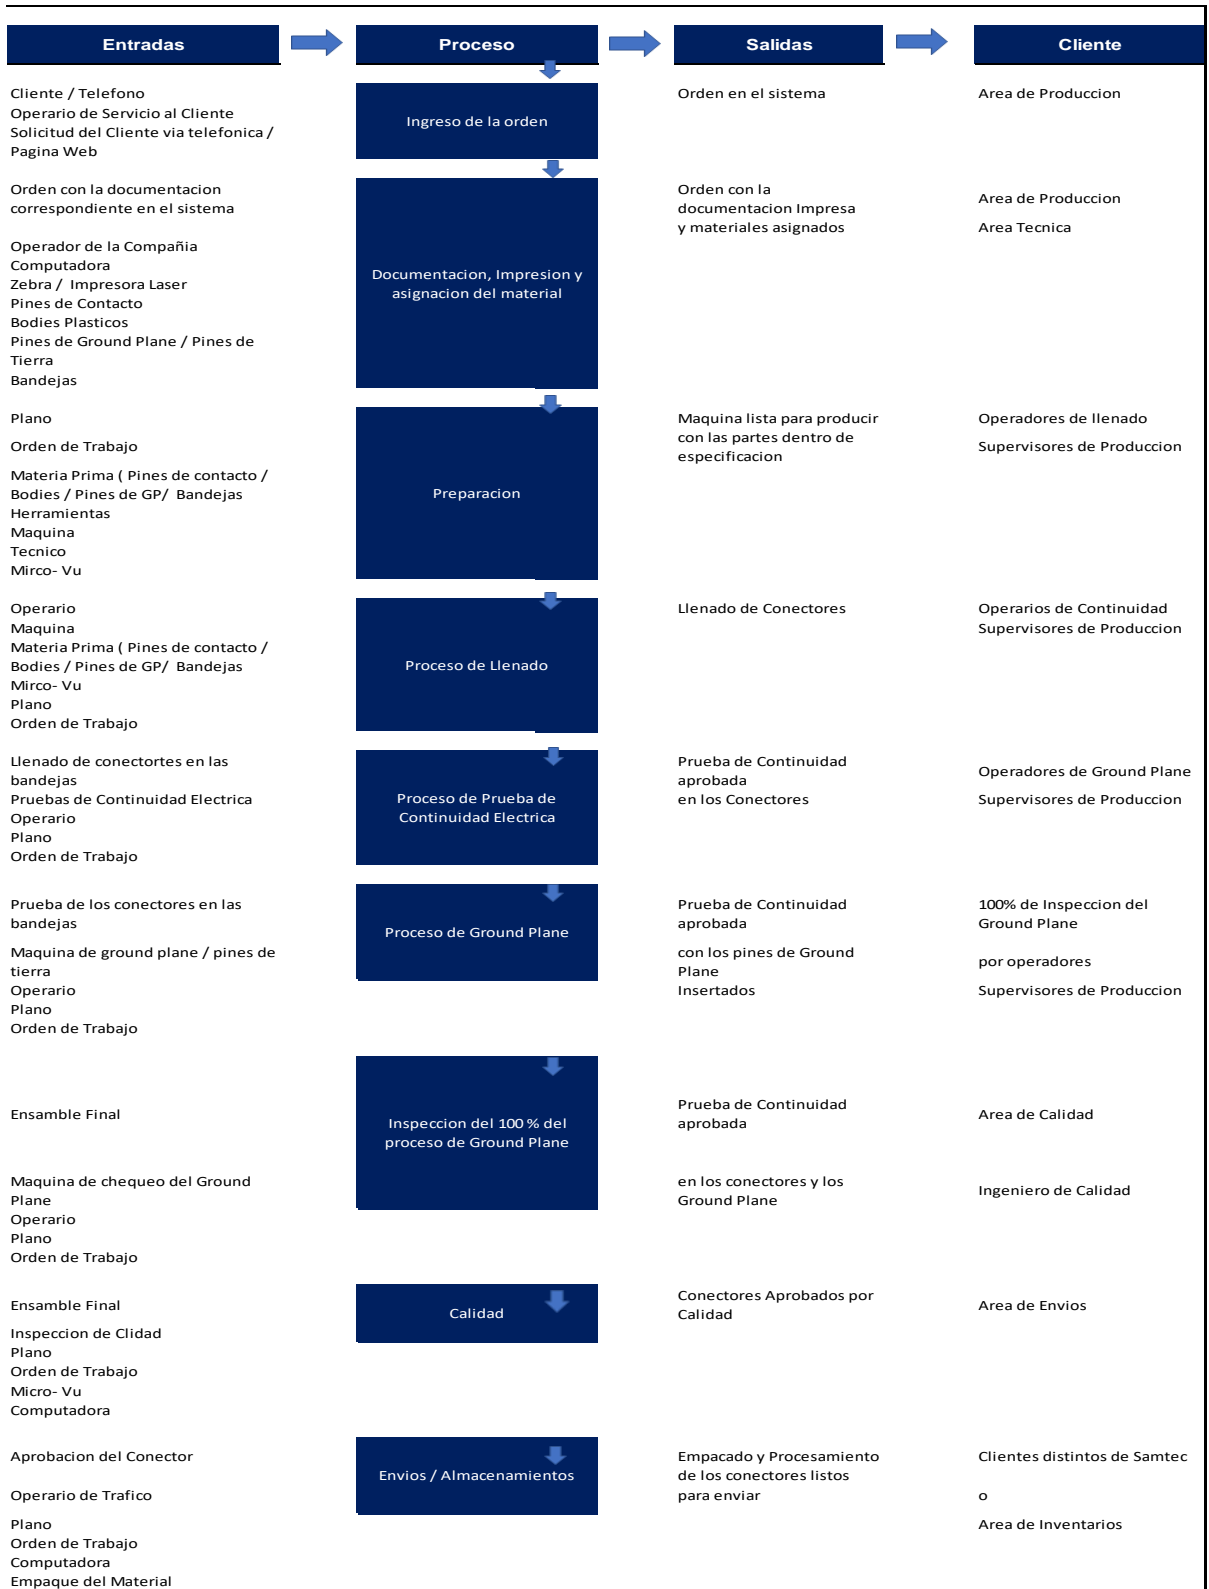 Entradas
Proceso
Salidas
Cliente
Cliente / Telefono
Operario de Servicio al Cliente
Solicitud del Cliente via telefonica /
Pagina Web
Ingreso de la orden
Orden en el sistema
Area de Produccion
Orden con la documentacion
correspondiente en el sistema
Operador de la Compañia
Computadora
Zebra / Impresora Laser
Pines de Contacto
Bodies Plasticos
Pines de Ground Plane / Pines de
Tierra
Bandejas
Documentacion, Impresion y
asignacion del material
Orden con la
documentacion Impresa
y materiales asignados
Area de Produccion
Area Tecnica
Plano
Orden de Trabajo
Materia Prima ( Pines de contacto /
Bodies / Pines de GP/ Bandejas
Herramientas
Maquina
Tecnico
Mirco- Vu
Preparacion
Maquina lista para producir
con las partes dentro de
especificacion
Operadores de llenado
Supervisores de Produccion
Operario
Maquina
Materia Prima ( Pines de contacto /
Bodies / Pines de GP/ Bandejas
Mirco- Vu
Plano
Orden de Trabajo
Proceso de Llenado
Llenado de Conectores
Operarios de Continuidad
Supervisores de Produccion
Llenado de conectortes en las
bandejas
Pruebas de Continuidad Electrica
Operario
Plano
Orden de Trabajo
Proceso de Prueba de
Continuidad Electrica
Prueba de Continuidad
aprobada
en los Conectores
Operadores de Ground Plane
Supervisores de Produccion
Prueba de los conectores en las
bandejas
Maquina de ground plane / pines de
tierra
Operario
Plano
Orden de Trabajo
Proceso de Ground Plane
Prueba de Continuidad
aprobada
con los pines de Ground
Plane
Insertados
100% de Inspeccion del
Ground Plane
por operadores
Supervisores de Produccion
Ensamble Final
Maquina de chequeo del Ground
Plane
Operario
Plano
Orden de Trabajo
Inspeccion del 100 % del
proceso de Ground Plane
Prueba de Continuidad
aprobada
en los conectores y los
Ground Plane
Area de Calidad
Ingeniero de Calidad
Ensamble Final
Inspeccion de Clidad
Plano
Orden de Trabajo
Micro- Vu
Computadora
Calidad
Conectores Aprobados por
Calidad
Area de Envios
Aprobacion del Conector
Operario de Trafico
Plano
Orden de Trabajo
Computadora
Empaque del Material
Envios / Almacenamientos
Empacado y Procesamiento
de los conectores listos
para enviar
Clientes distintos de Samtec
o
Area de Inventarios